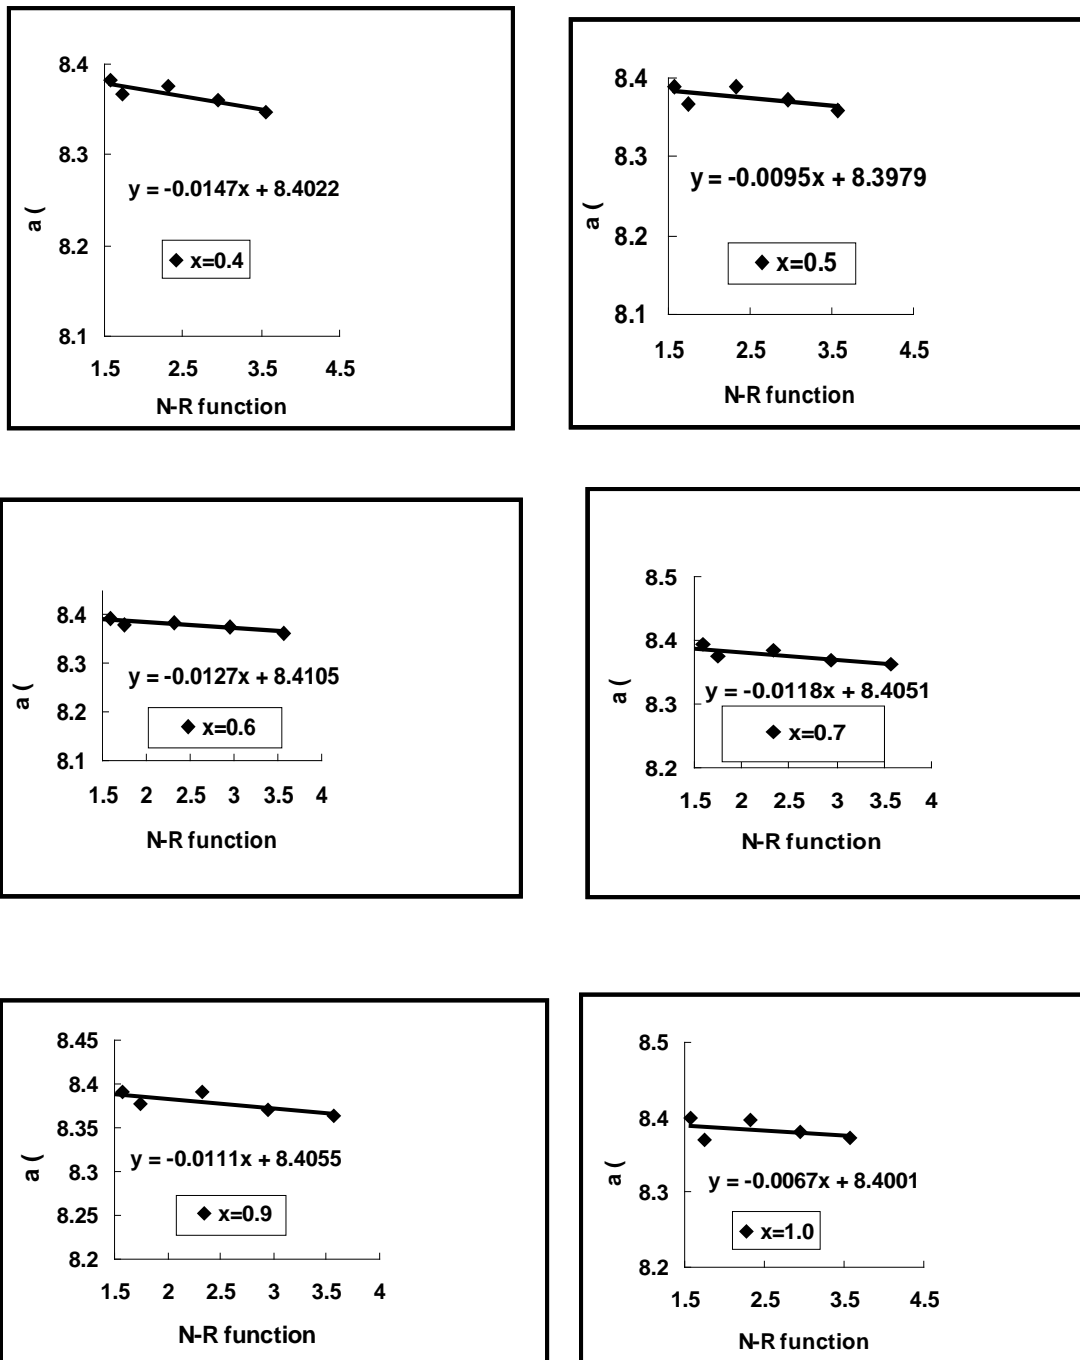 8.4
8.3
8.2
8.1
a (
y = -0.0147x + 8.4022
x=0.4
1.5 2.5 3.5 4.5
N-R function
8.4
8.3
8.2
8.1
a (
y = -0.0095x + 8.3979
x=0.5
1.5 2.5 3.5 4.5
N-R function
8.4
8.3
8.2
8.1
a (
y = -0.0127x + 8.4105
x=0.6
1.5 2 2.5 3 3.5 4
N-R function
8.5
8.4
8.3
8.2
a (
y = -0.0118x + 8.4051
x=0.7
1.5 2 2.5 3 3.5 4
N-R function
8.45
8.4
8.35
8.3
8.25
8.2
a (
y = -0.0111x + 8.4055
x=0.9
1.5 2 2.5 3 3.5 4
N-R function
8.5
8.4
8.3
8.2
a (
y = -0.0067x + 8.4001
x=1.0
1.5 2.5 3.5 4.5
N-R function